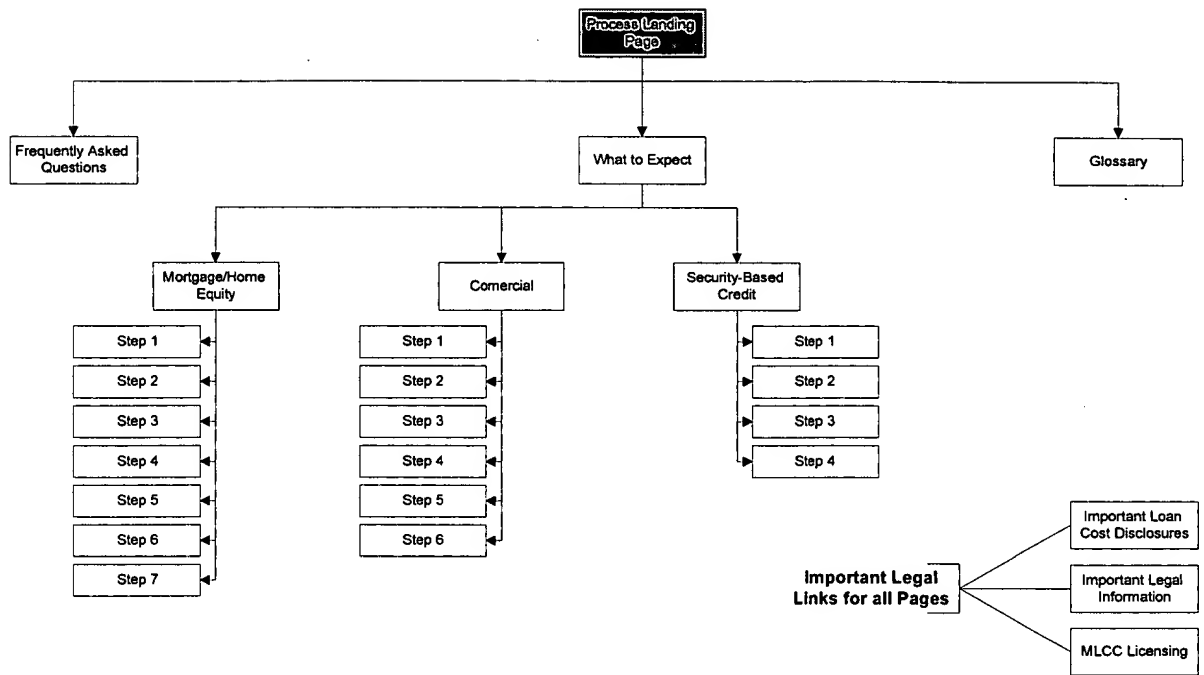 Process Landing
Page
Frequently Asked
Questions
What to Expect
Glossary
Mortgage/Home
Equity
Comercial
Security-Based
Credit
Step 1
Step 2
Step 3
Step 4
Step 5
Step 6
Step 7
Step 1
Step 2
Step 3
Step 4
Step 5
Step 6
Step 1
Step 2
Step 3
Step 4
Important Legal
Links for all Pages
Important Loan
Cost Disclosures
Important Legal
Information
MLCC Licensing